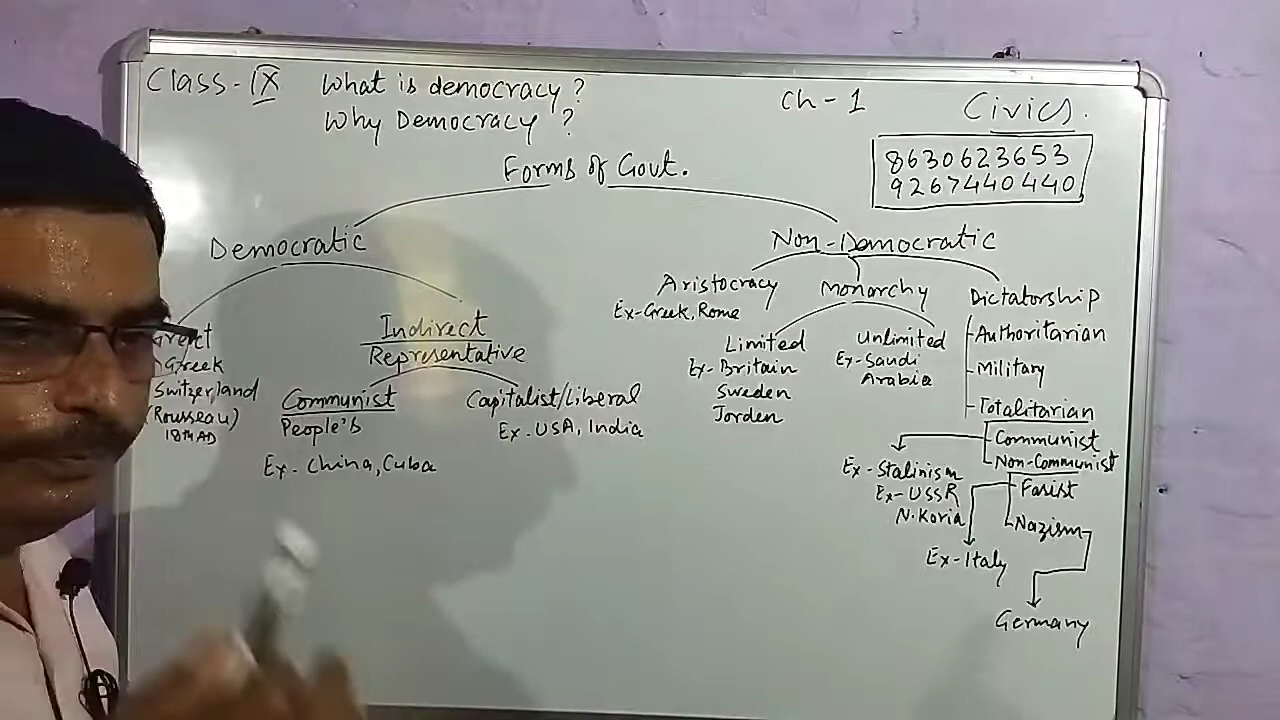 Class - IX What is democracy? Ch - 1 Civics.
Why Democracy ?
8630623653
9267440440
Forms of Govt.
Democratic
Non-Democratic
Greek
Switzerland
(Rousseau)
18th AD
Indirect
Representative
Communist
People's
Ex - China, Cuba
Capitalist/Liberal
Ex - USA, India
Aristocracy
Ex - Greek, Rome
Monarchy
Limited
Ex - Britain
Sweden
Jorden
Unlimited
Ex - Saudi
Arabia
Dictatorship
Authoritarian
Military
Totalitarian
Communist
Non-Communist
Ex - Stalinism
Ex - USSR
N. Koria
Fasist
Nazism
Ex - Italy
Germany